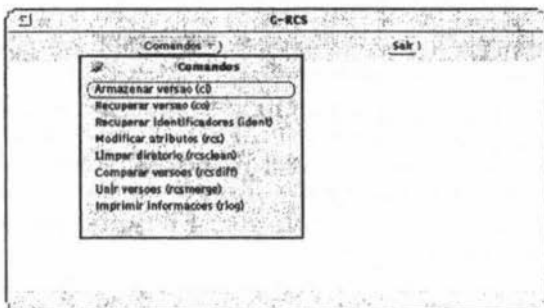 G-RCS
Comandos Sair
Comandos
Armazenar versao (ci)
Recuperar versao (co)
Recuperar identificadores (ident)
Modificar atributos (rcs)
Limpar diretorio (rcsclean)
Comparar versoes (rcsdiff)
Unir versoes (rcsmerge)
Imprimir informacoes (rlog)